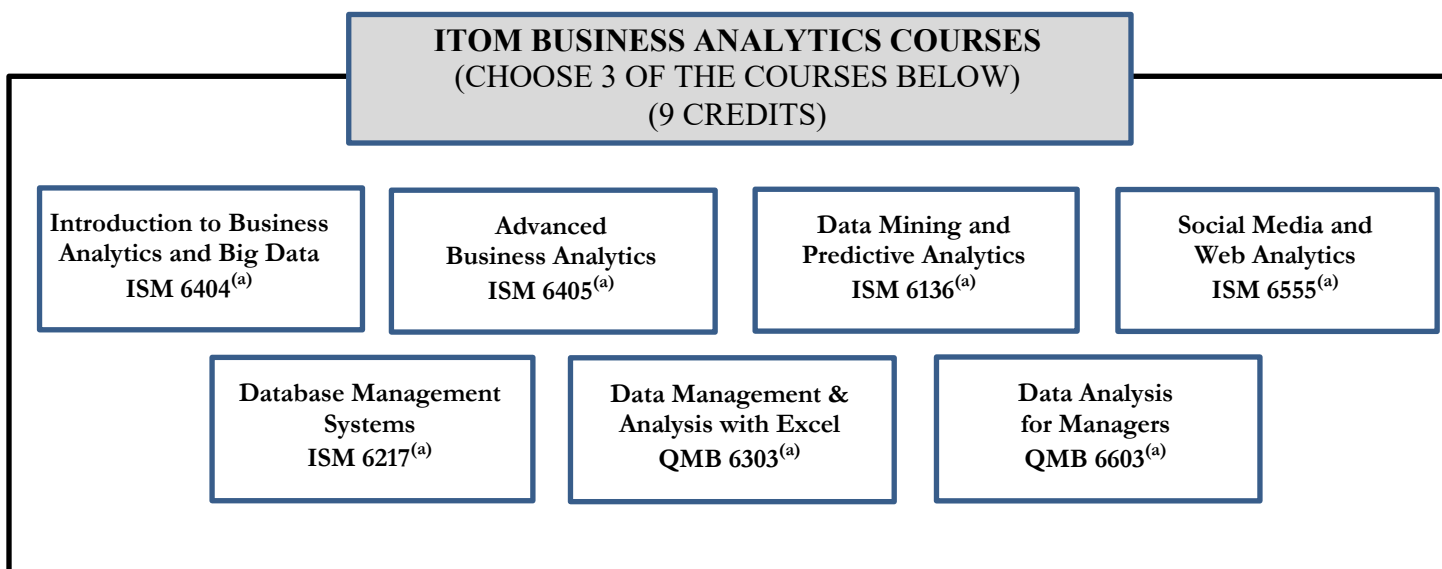 ITOM BUSINESS ANALYTICS COURSES
(CHOOSE 3 OF THE COURSES BELOW)
(9 CREDITS)
Introduction to Business
Analytics and Big Data
ISM 6404(a)
Advanced
Business Analytics
ISM 6405(a)
Data Mining and
Predictive Analytics
ISM 6136(a)
Social Media and
Web Analytics
ISM 6555(a)
Database Management
Systems
ISM 6217(a)
Data Management &
Analysis with Excel
QMB 6303(a)
Data Analysis
for Managers
QMB 6603(a)